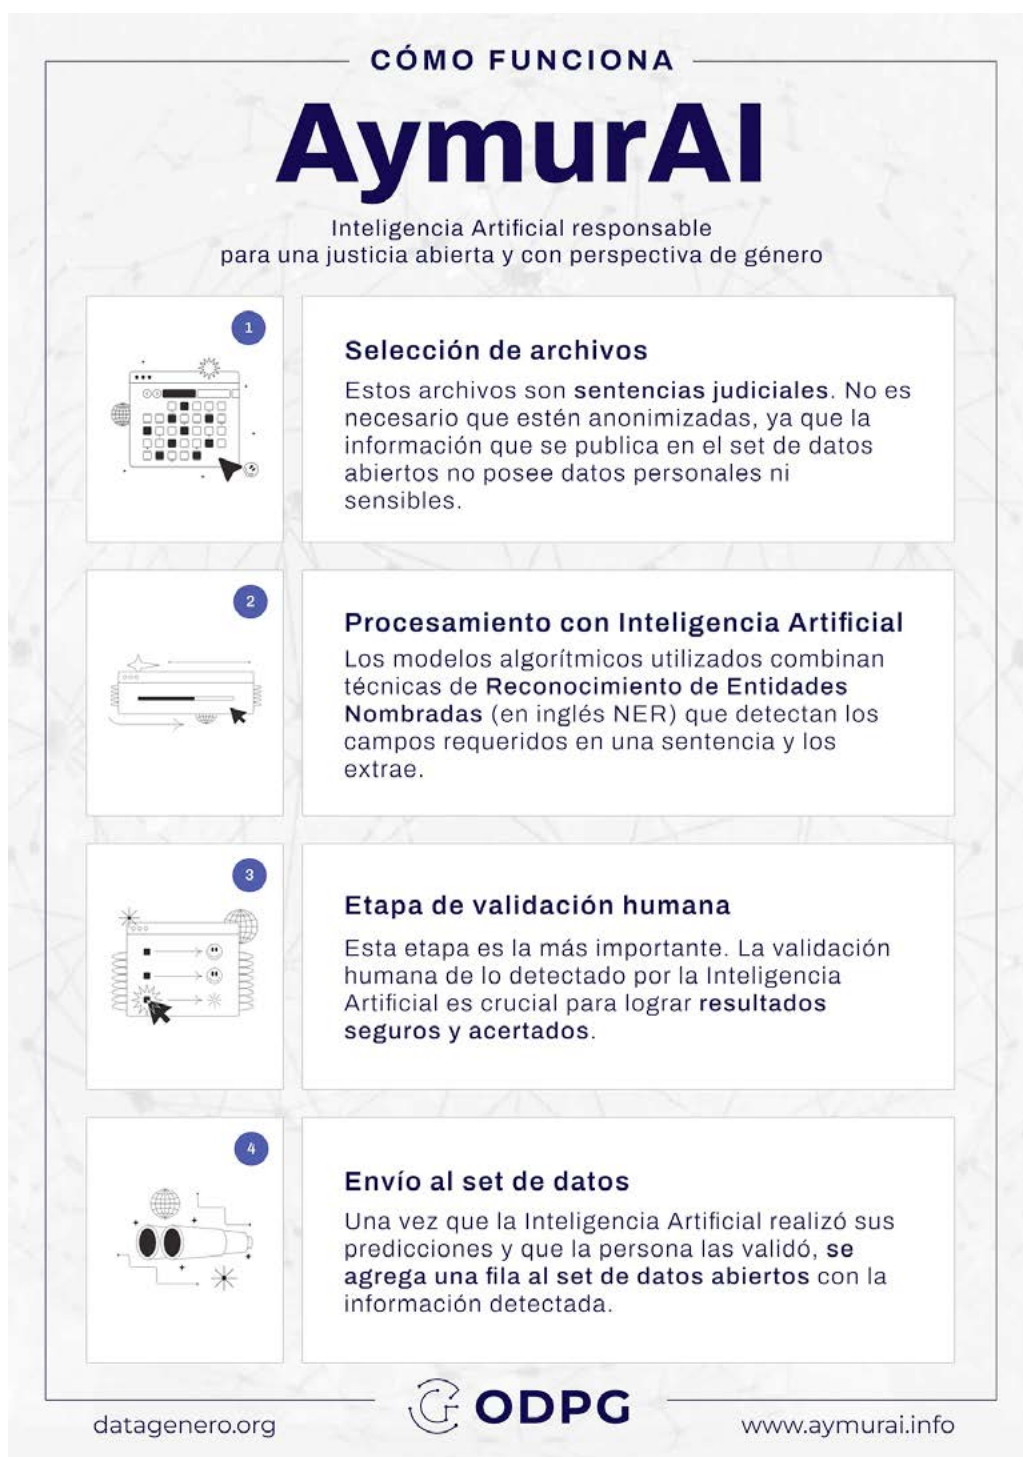 CÓMO FUNCIONA
AymurAI
Inteligencia Artificial responsable
para una justicia abierta y con perspectiva de género
1
Selección de archivos
Estos archivos son sentencias judiciales. No es
necesario que estén anonimizadas, ya que la
información que se publica en el set de datos
abiertos no posee datos personales ni
sensibles.
2
Procesamiento con Inteligencia Artificial
Los modelos algorítmicos utilizados combinan
técnicas de Reconocimiento de Entidades
Nombradas (en inglés NER) que detectan los
campos requeridos en una sentencia y los
extrae.
3
Etapa de validación humana
Esta etapa es la más importante. La validación
humana de lo detectado por la Inteligencia
Artificial es crucial para lograr resultados
seguros y acertados.
4
Envío al set de datos
Una vez que la Inteligencia Artificial realizó sus
predicciones y que la persona las validó, se
agrega una fila al set de datos abiertos con la
información detectada.
datagenero.org
ODPG
www.aymurai.info